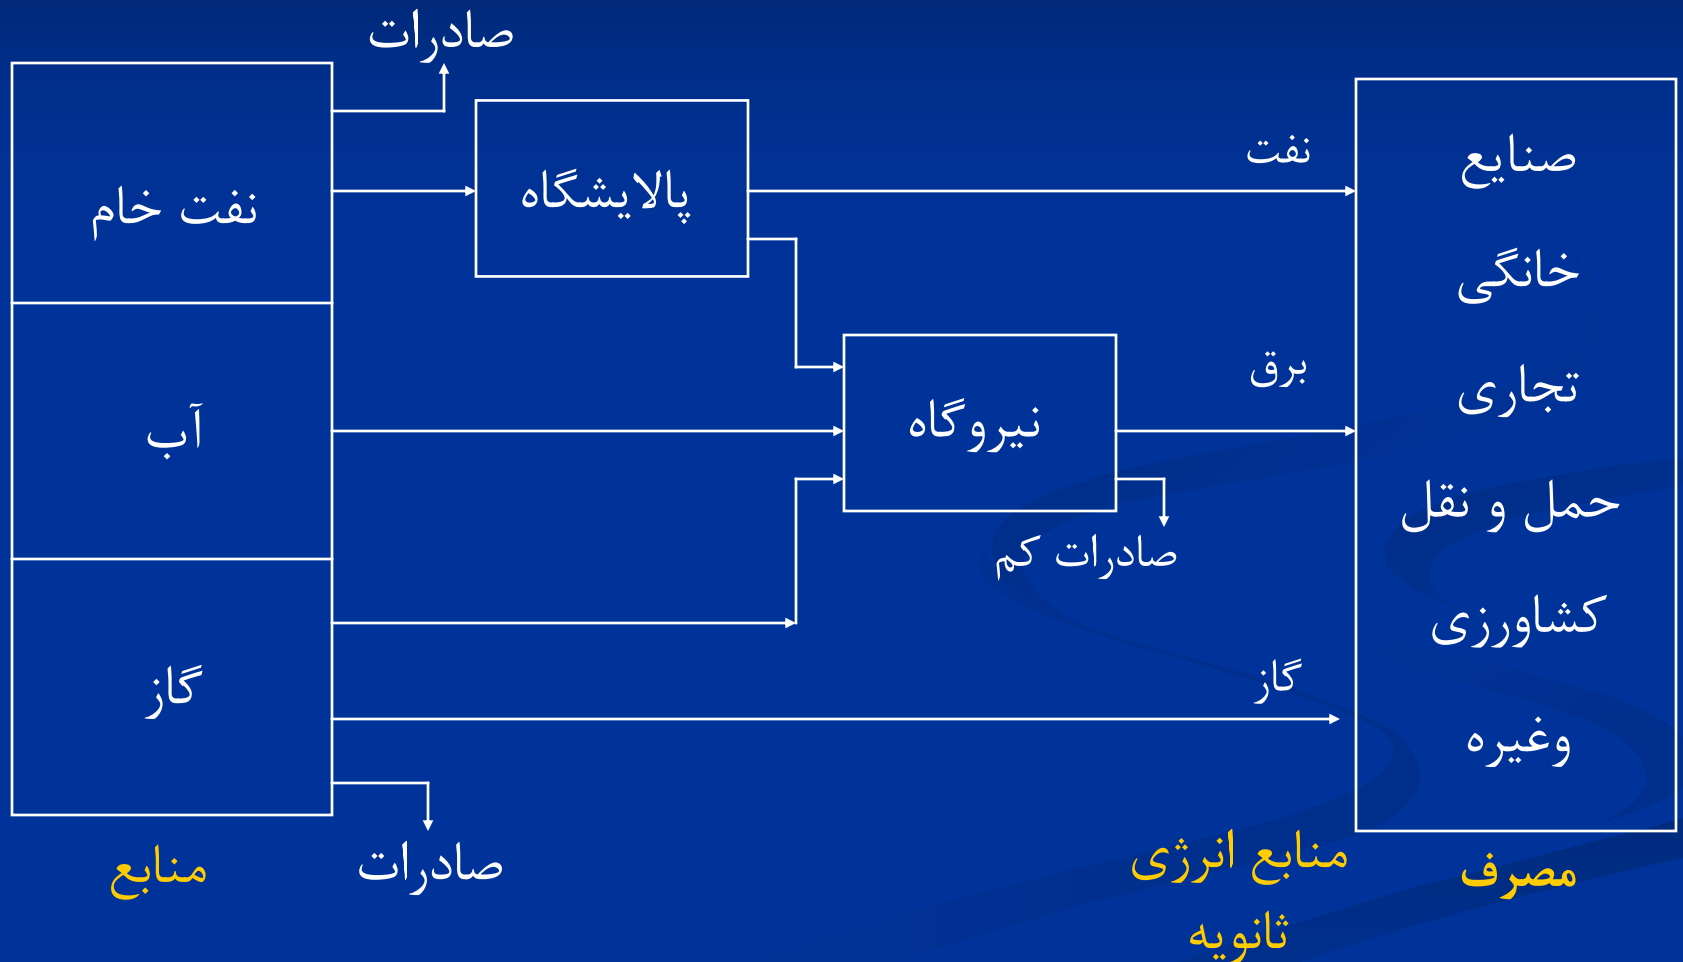 صادرات
نفت خام
پالایشگاه
نفت
صنایع
خانگی
آب
نیروگاه
برق
تجاری
حمل و نقل
صادرات کم
کشاورزی
گاز
گاز
وغیره
منابع
صادرات
منابع انرژی
ثانویه
مصرف